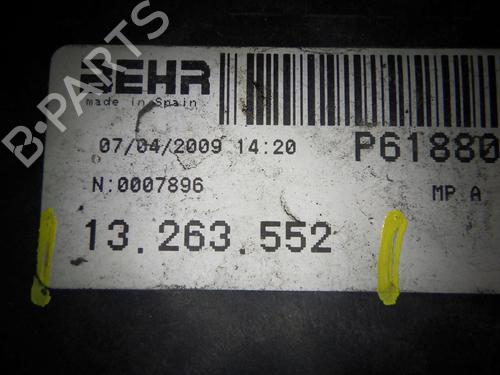 BEHR
made in Spain
07/04/2009 14:20 P61880
N:0007896 MP A
13.263.552
B-PARTS